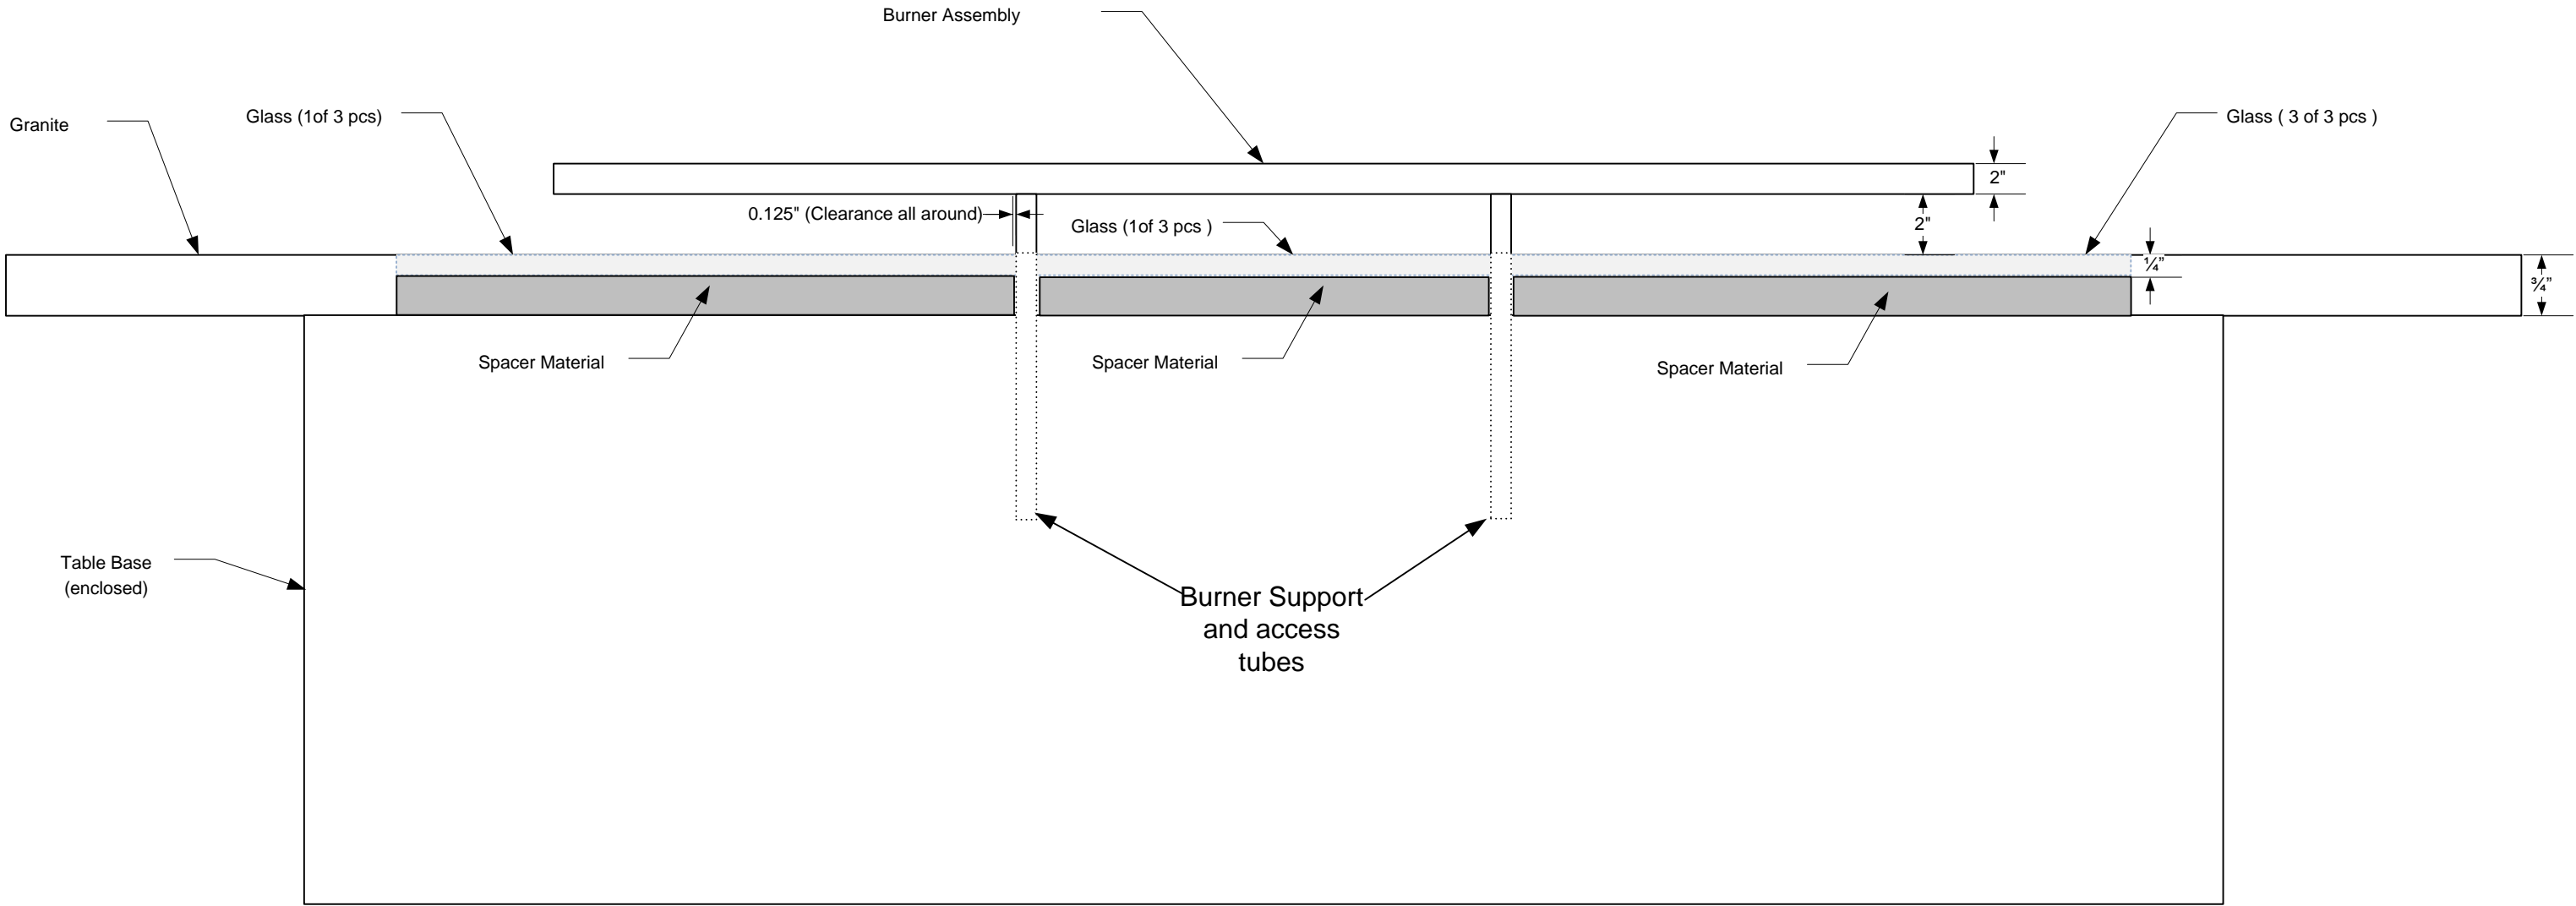 Burner Assembly
Granite
Glass (1of 3 pcs)
Glass ( 3 of 3 pcs )
2"
0.125" (Clearance all around)
Glass (1of 3 pcs )
2"
¼”
¾”
Spacer Material
Spacer Material
Spacer Material
Table Base
(enclosed)
Burner Support
and access
tubes